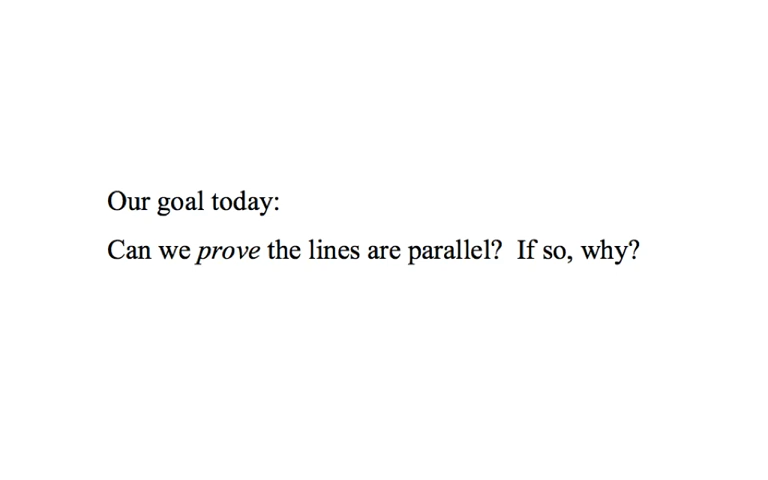 Our goal today:
Can we prove the lines are parallel?  If so, why?